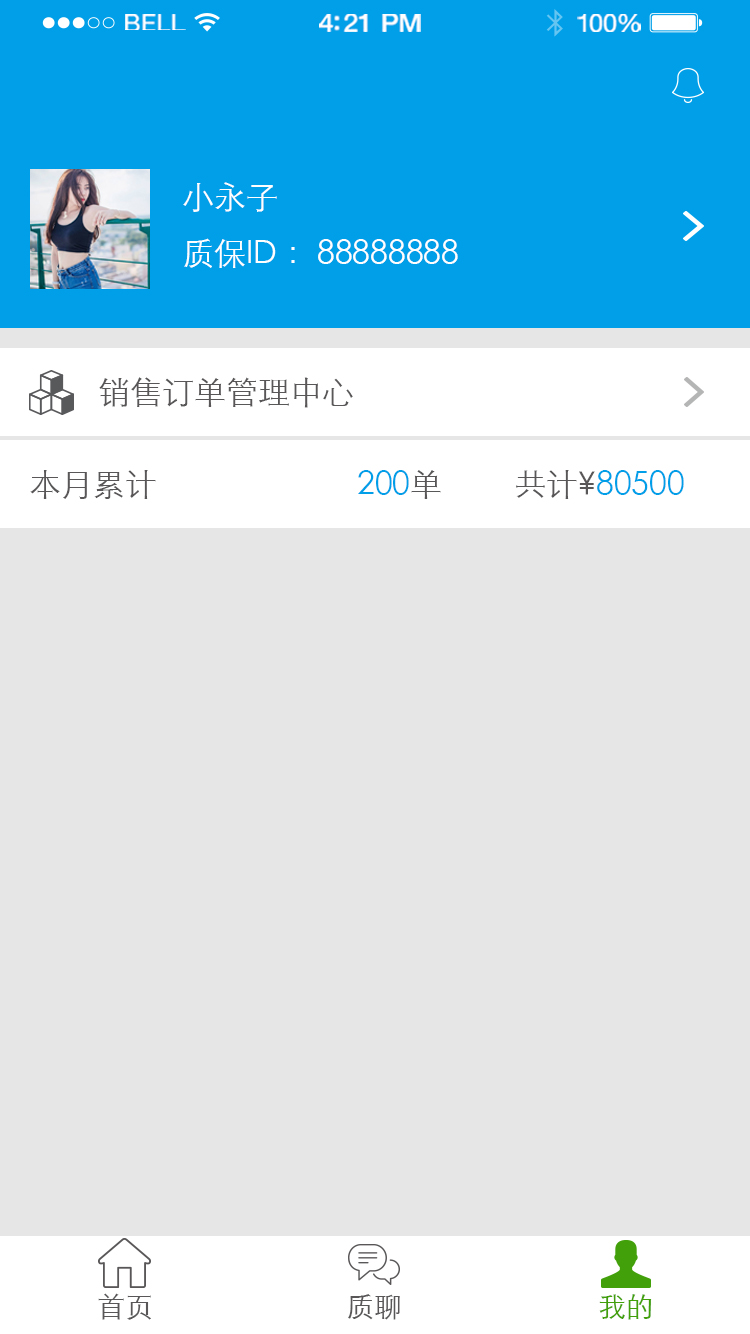 BELL 4:21 PM 100%
小永子
质保ID： 88888888
销售订单管理中心
本月累计 200单 共计¥80500
首页 质聊 我的